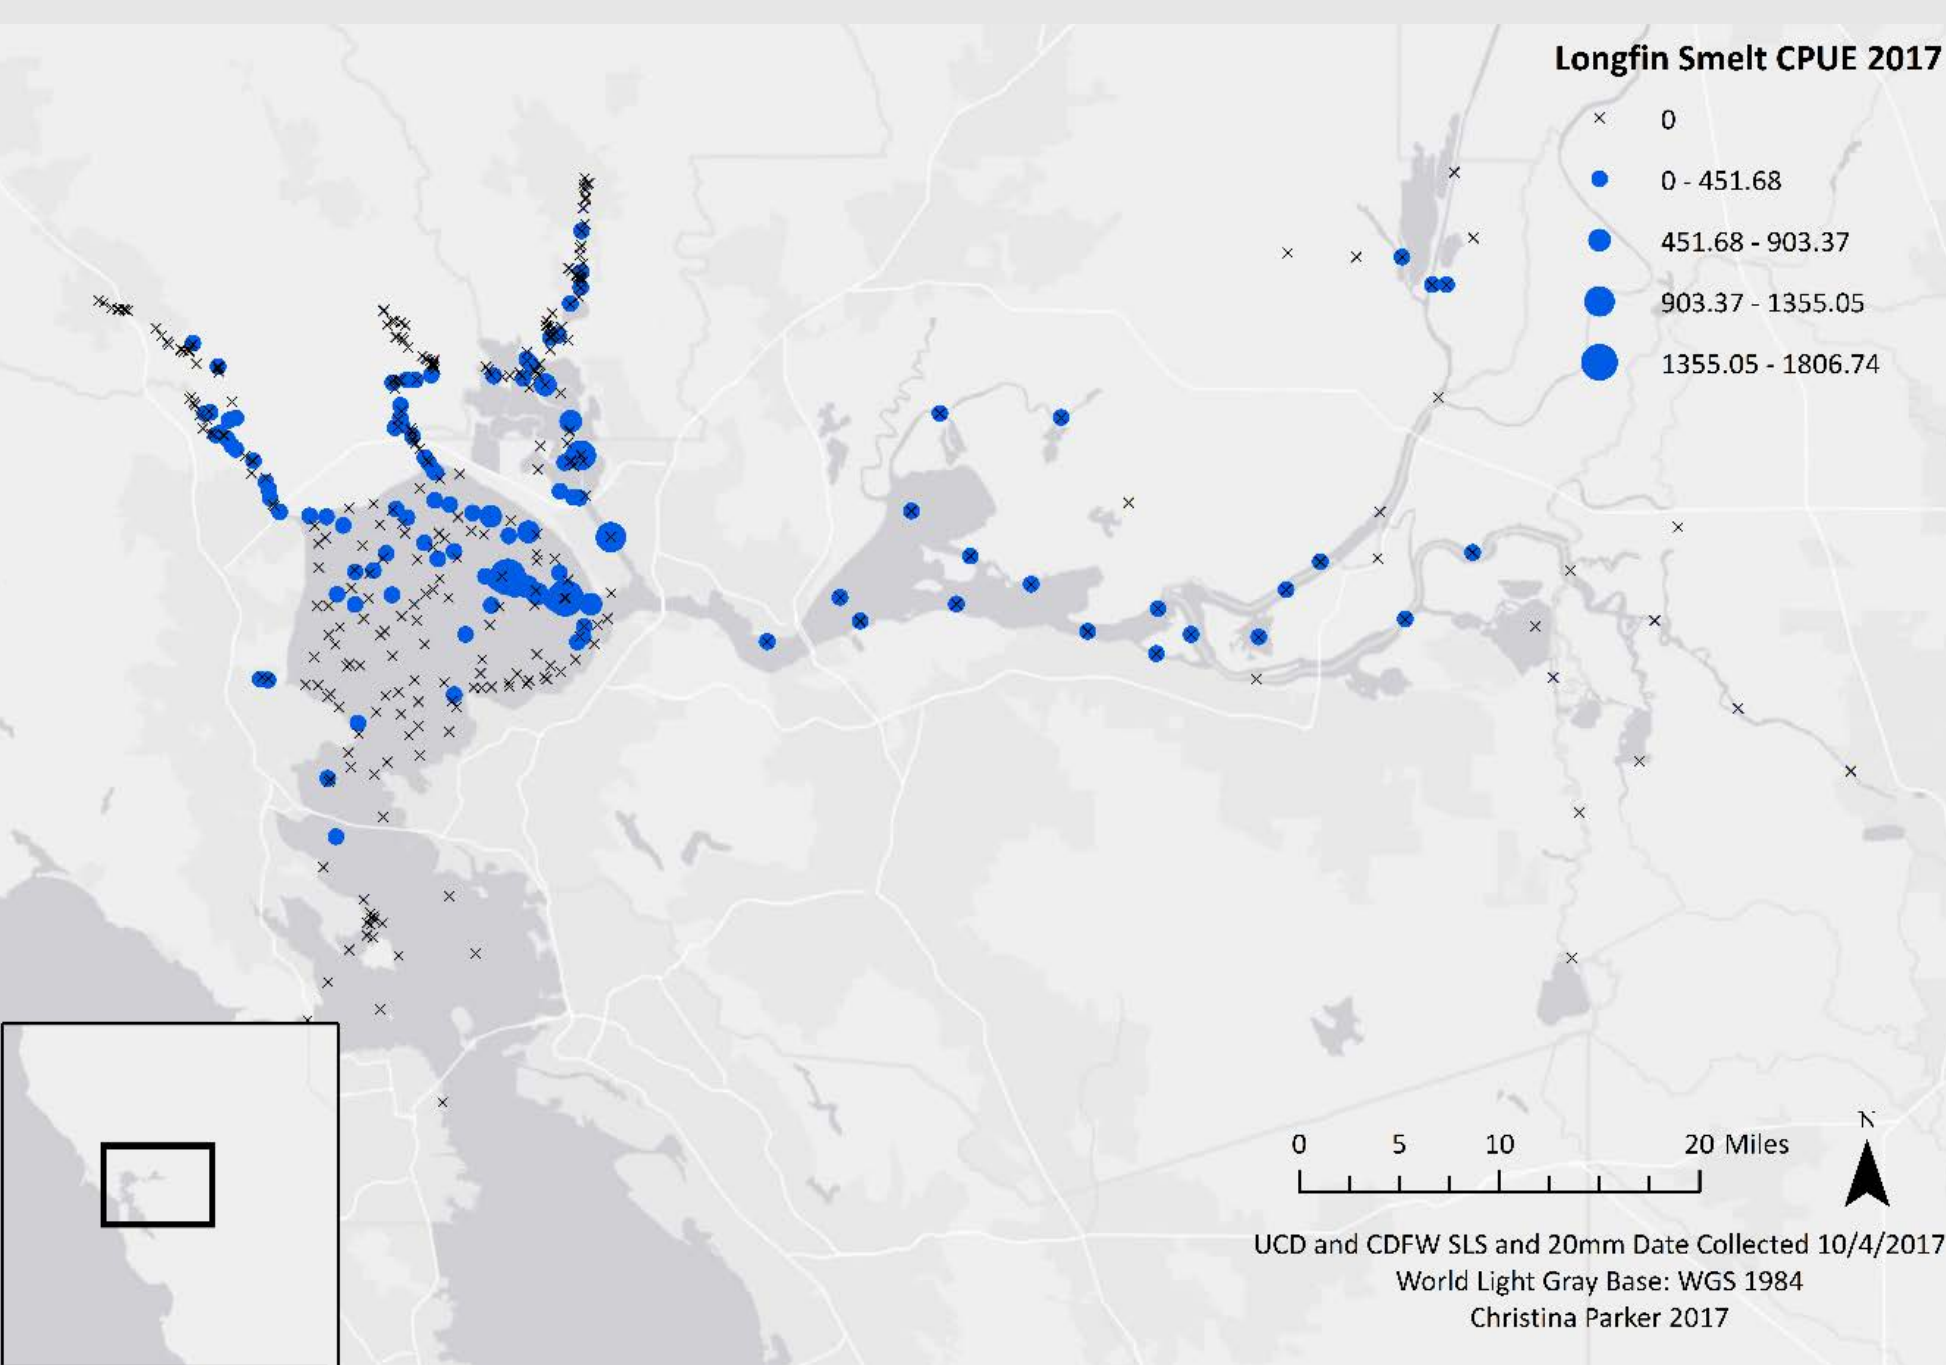 Longfin Smelt CPUE 2017
0
0 - 451.68
451.68 - 903.37
903.37 - 1355.05
1355.05 - 1806.74
N
0 5 10 20 Miles
UCD and CDFW SLS and 20mm Date Collected 10/4/2017
World Light Gray Base: WGS 1984
Christina Parker 2017